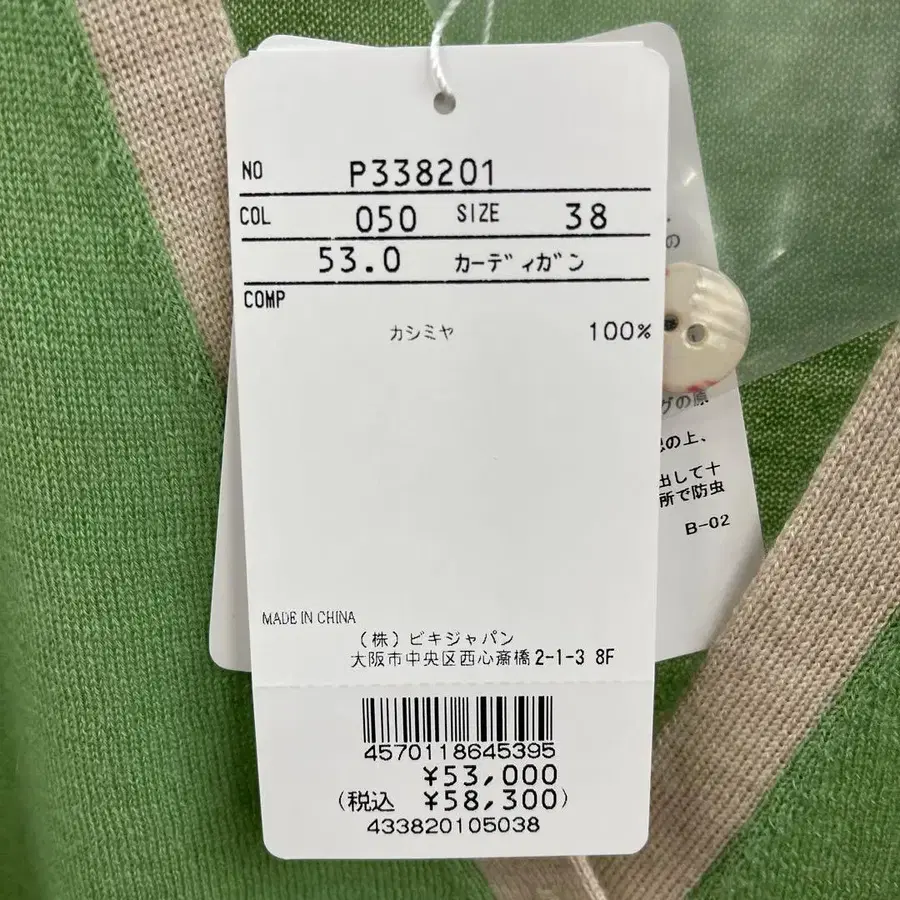 NO P338201
COL 050 SIZE 38
53.0 カーディガン
COMP
カシミヤ 100%
MADE IN CHINA
(株)ビキジャパン
大阪市中央区西心斎橋2-1-3 8F
4570118645395
¥53,000
(税込 ¥58,300)
433820105038
の
グの原
の上、
出して十
所で防虫
B-02